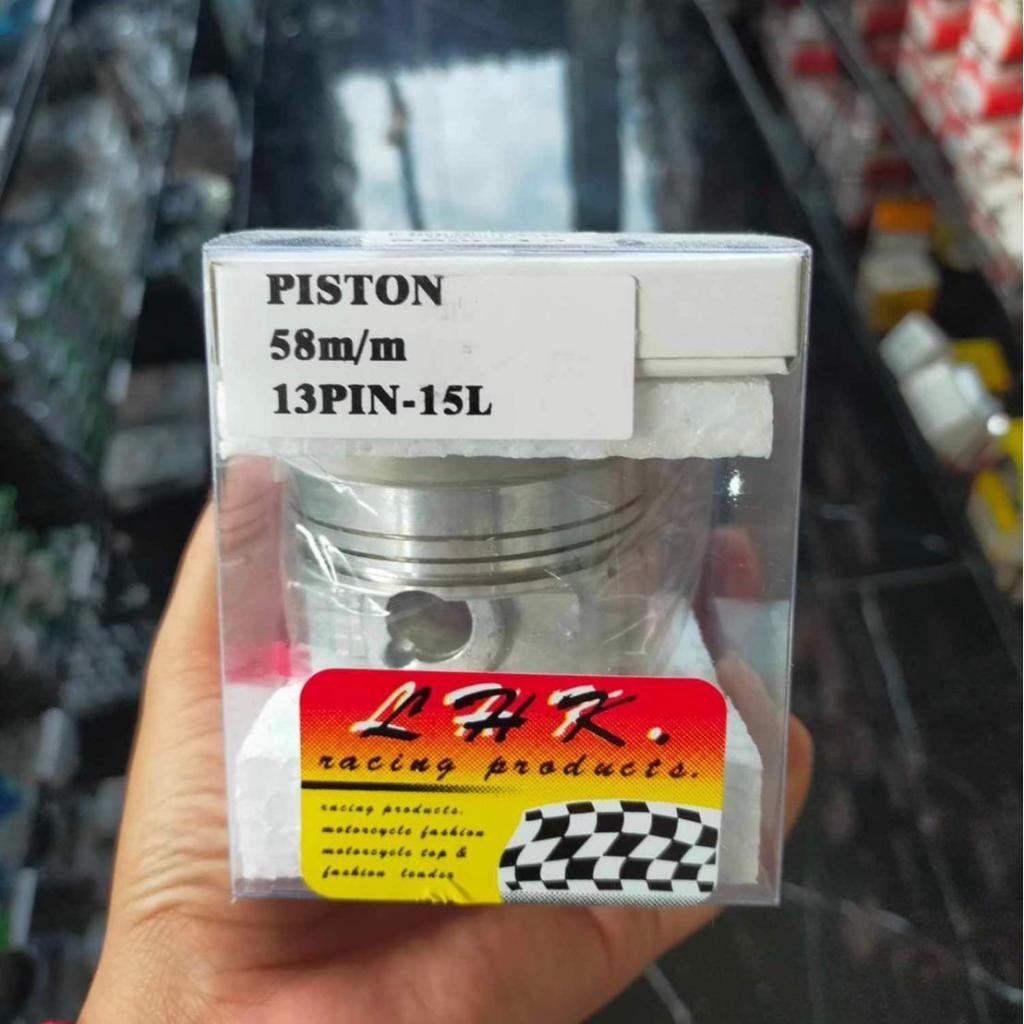 PISTON
58m/m
13PIN-15L
LHK.
racing products.
racing products.
motorcycle fashion
motorcycle top &
fashion leader